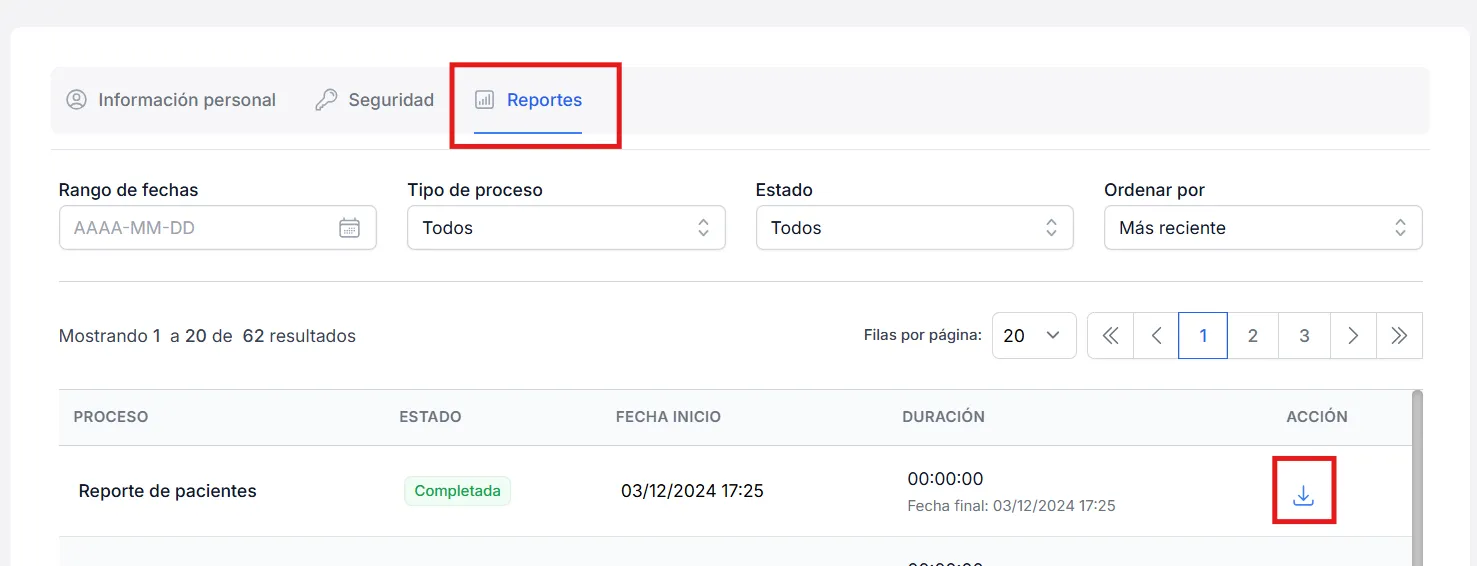 Información personal Seguridad Reportes
Rango de fechas Tipo de proceso Estado Ordenar por
AAAA-MM-DD Todos Todos Más reciente
Mostrando 1 a 20 de 62 resultados Filas por página: 20 1 2 3
PROCESO ESTADO FECHA INICIO DURACIÓN ACCIÓN
Reporte de pacientes Completada 03/12/2024 17:25 00:00:00
Fecha final: 03/12/2024 17:25